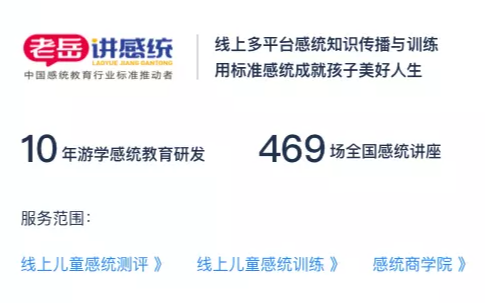 老岳 讲感统
LAOYUE JIANG GANTONG
中国感统教育行业标准推动者
线上多平台感统知识传播与训练
用标准感统成就孩子美好人生
10年游学感统教育研发
469场全国感统讲座
服务范围：
线上儿童感统测评 》
线上儿童感统训练 》
感统商学院 》